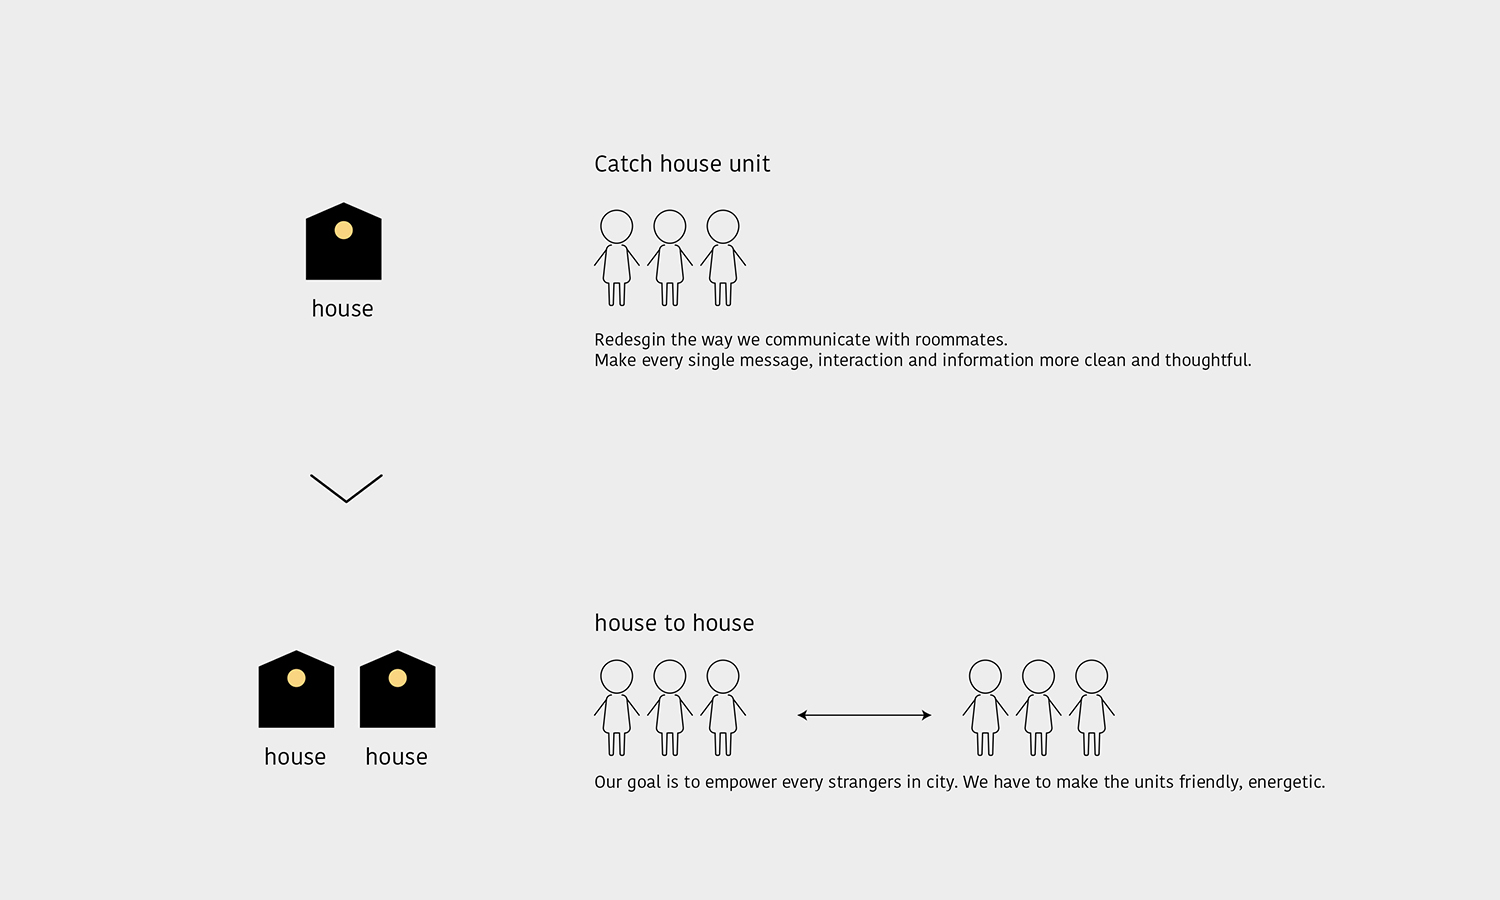 Catch house unit
house
Redesgin the way we communicate with roommates.
Make every single message, interaction and information more clean and thoughtful.
house to house
house
house
Our goal is to empower every strangers in city. We have to make the units friendly, energetic.